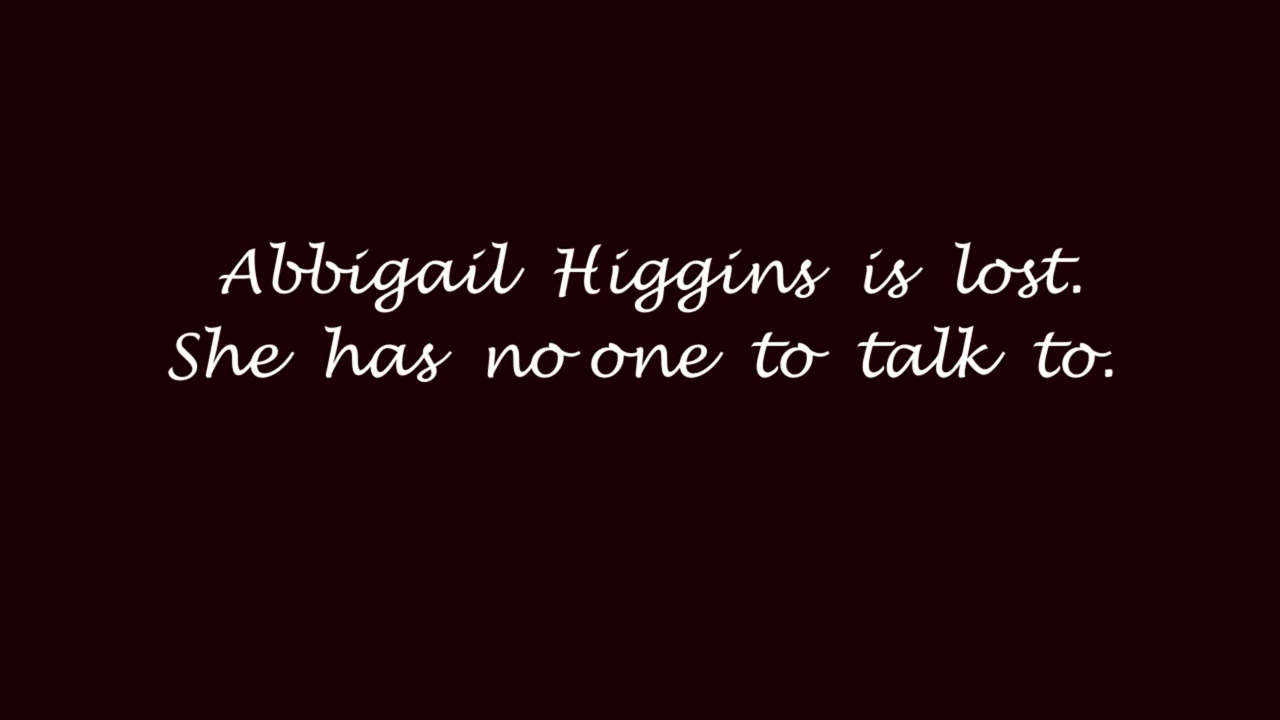 Abbigail Higgins is lost.
She has no one to talk to.